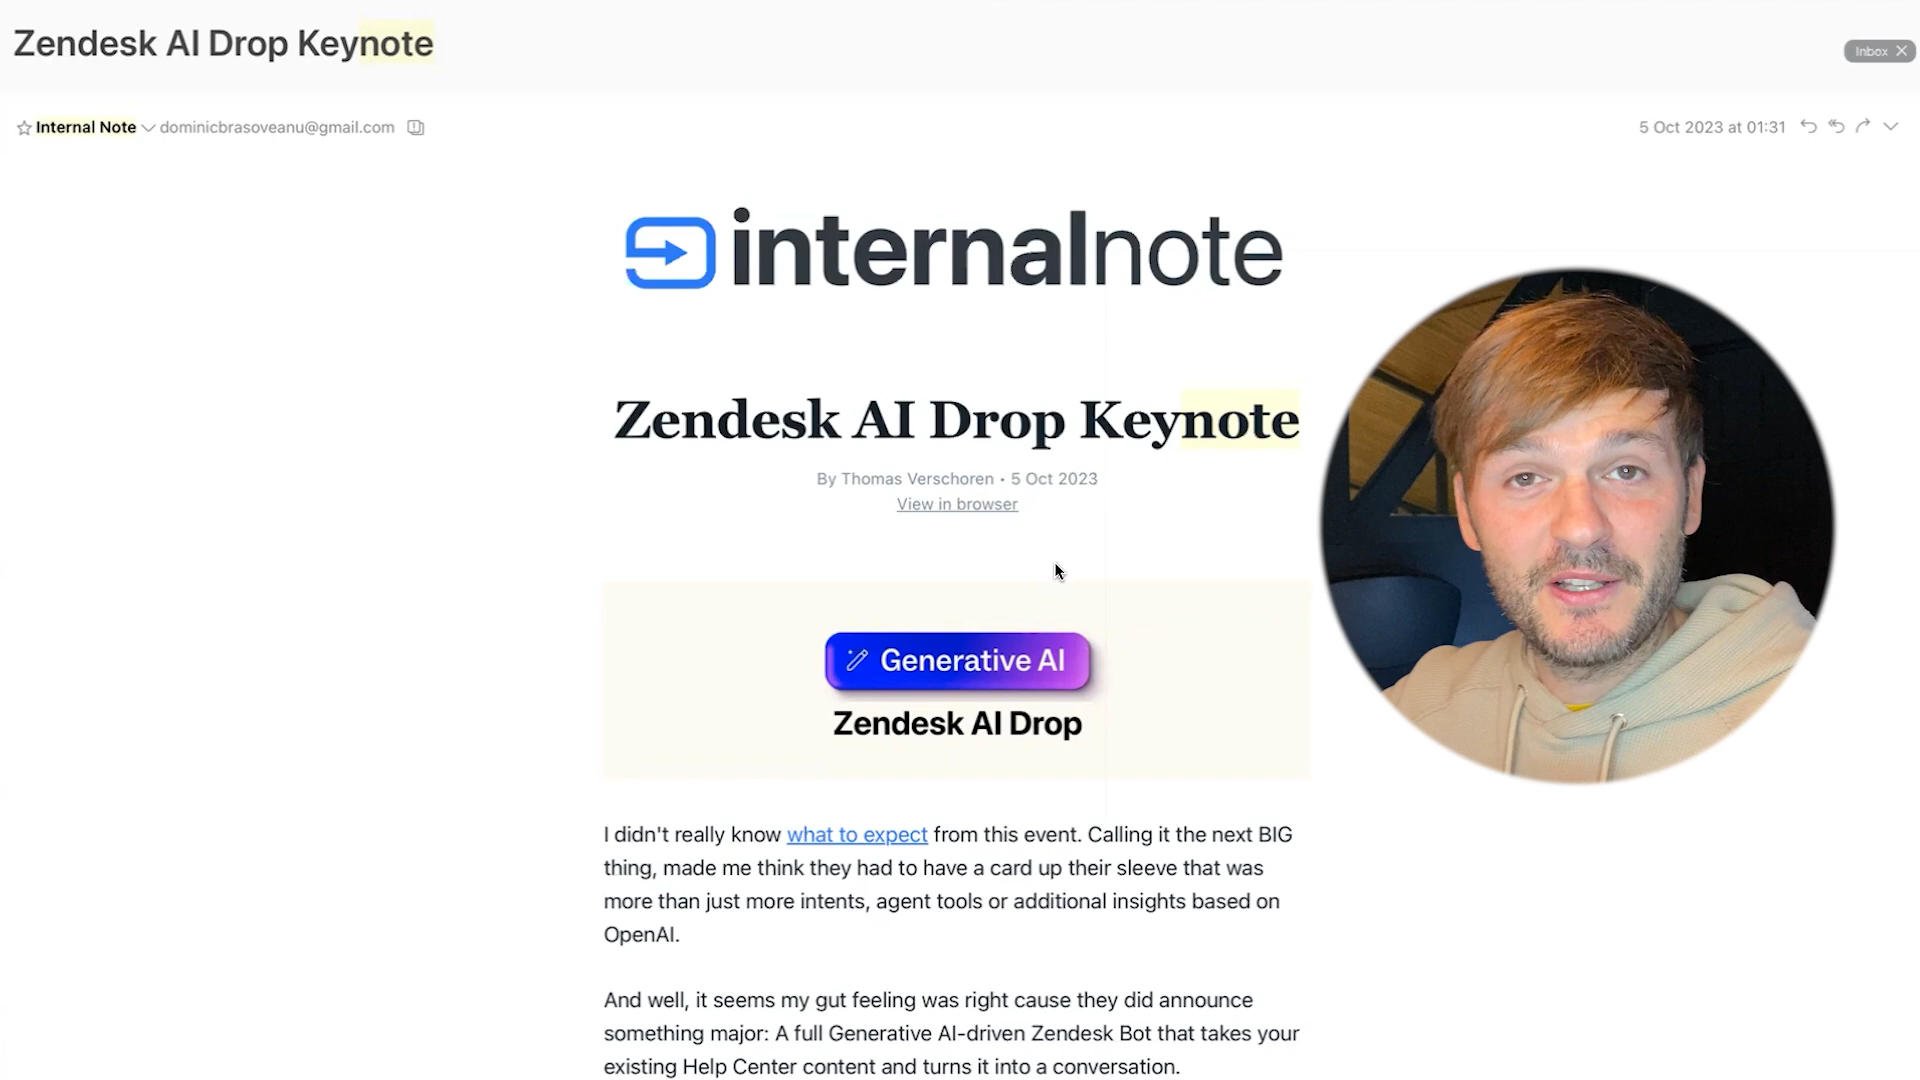 Zendesk AI Drop Keynote
Inbox
Internal Note dominicbrasoveanu@gmail.com 5 Oct 2023 at 01:31
internalnote
Zendesk AI Drop Keynote
By Thomas Verschoren • 5 Oct 2023
View in browser
Generative AI
Zendesk AI Drop
I didn't really know what to expect from this event. Calling it the next BIG
thing, made me think they had to have a card up their sleeve that was
more than just more intents, agent tools or additional insights based on
OpenAI.
And well, it seems my gut feeling was right cause they did announce
something major: A full Generative AI-driven Zendesk Bot that takes your
existing Help Center content and turns it into a conversation.